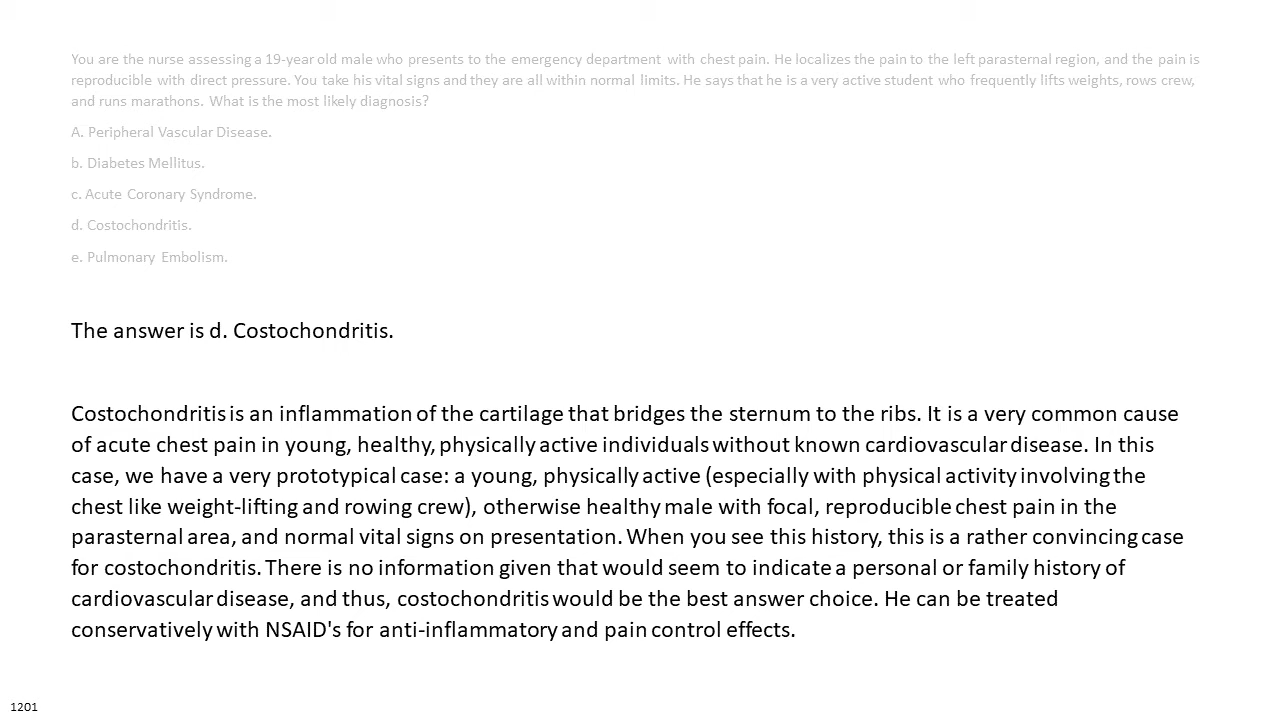 You are the nurse assessing a 19-year old male who presents to the emergency department with chest pain. He localizes the pain to the left parasternal region, and the pain is
reproducible with direct pressure. You take his vital signs and they are all within normal limits. He says that he is a very active student who frequently lifts weights, rows crew,
and runs marathons. What is the most likely diagnosis?
A. Peripheral Vascular Disease.
b. Diabetes Mellitus.
c. Acute Coronary Syndrome.
d. Costochondritis.
e. Pulmonary Embolism.
The answer is d. Costochondritis.
Costochondritis is an inflammation of the cartilage that bridges the sternum to the ribs. It is a very common cause
of acute chest pain in young, healthy, physically active individuals without known cardiovascular disease. In this
case, we have a very prototypical case: a young, physically active (especially with physical activity involving the
chest like weight-lifting and rowing crew), otherwise healthy male with focal, reproducible chest pain in the
parasternal area, and normal vital signs on presentation. When you see this history, this is a rather convincing case
for costochondritis. There is no information given that would seem to indicate a personal or family history of
cardiovascular disease, and thus, costochondritis would be the best answer choice. He can be treated
conservatively with NSAID's for anti-inflammatory and pain control effects.
1201